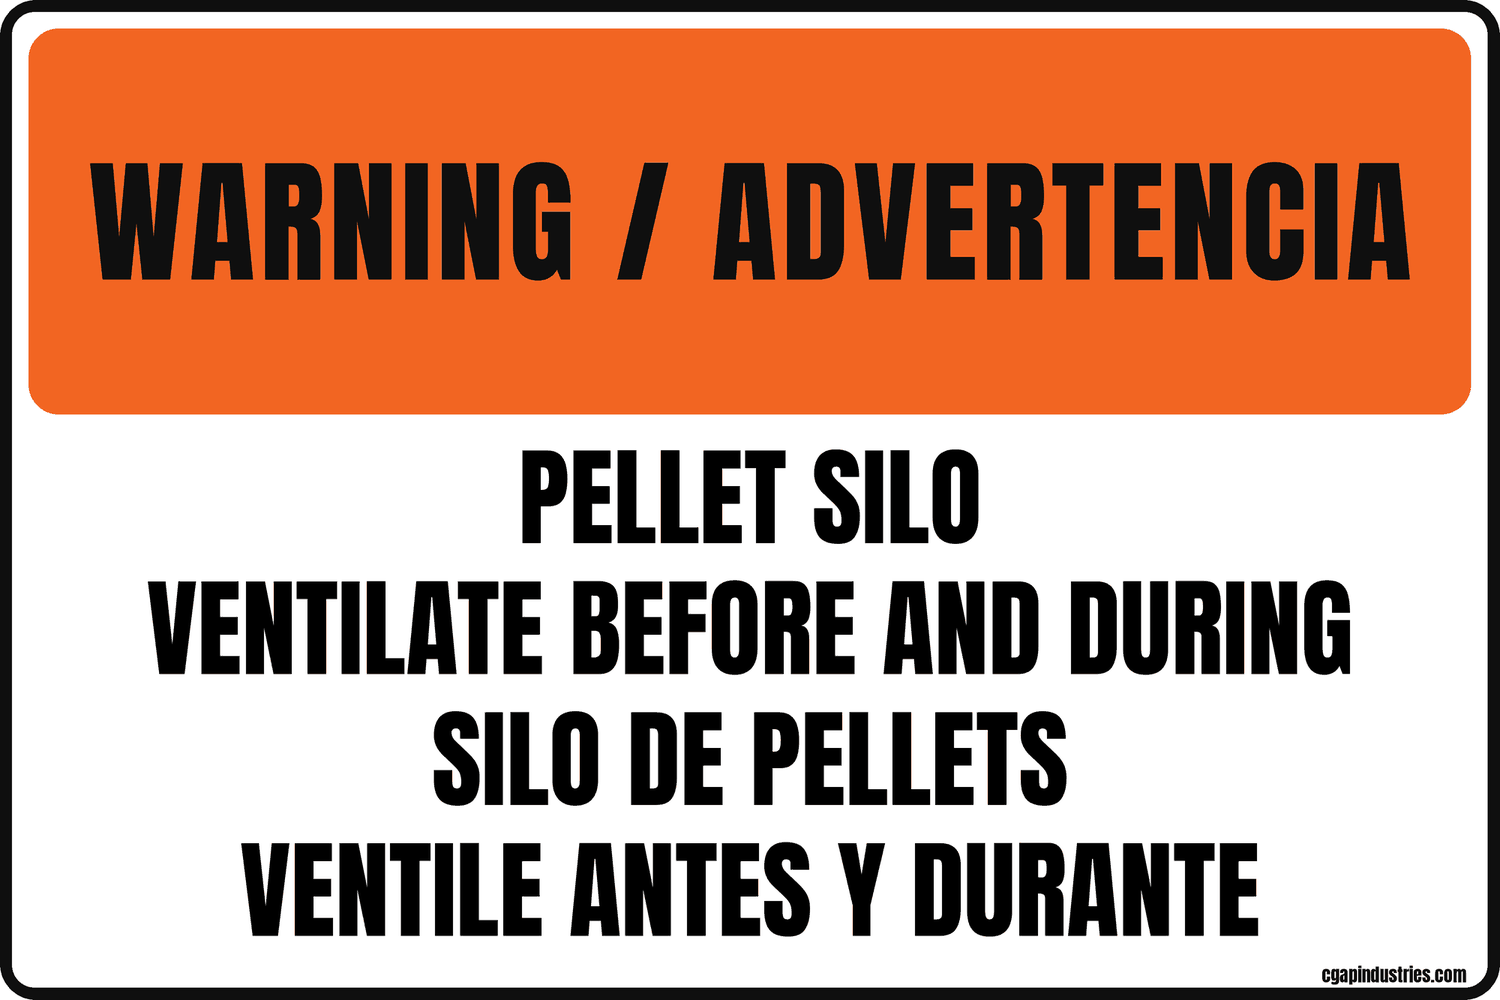 WARNING / ADVERTENCIA
PELLET SILO
VENTILATE BEFORE AND DURING
SILO DE PELLETS
VENTILE ANTES Y DURANTE
cgapindustries.com